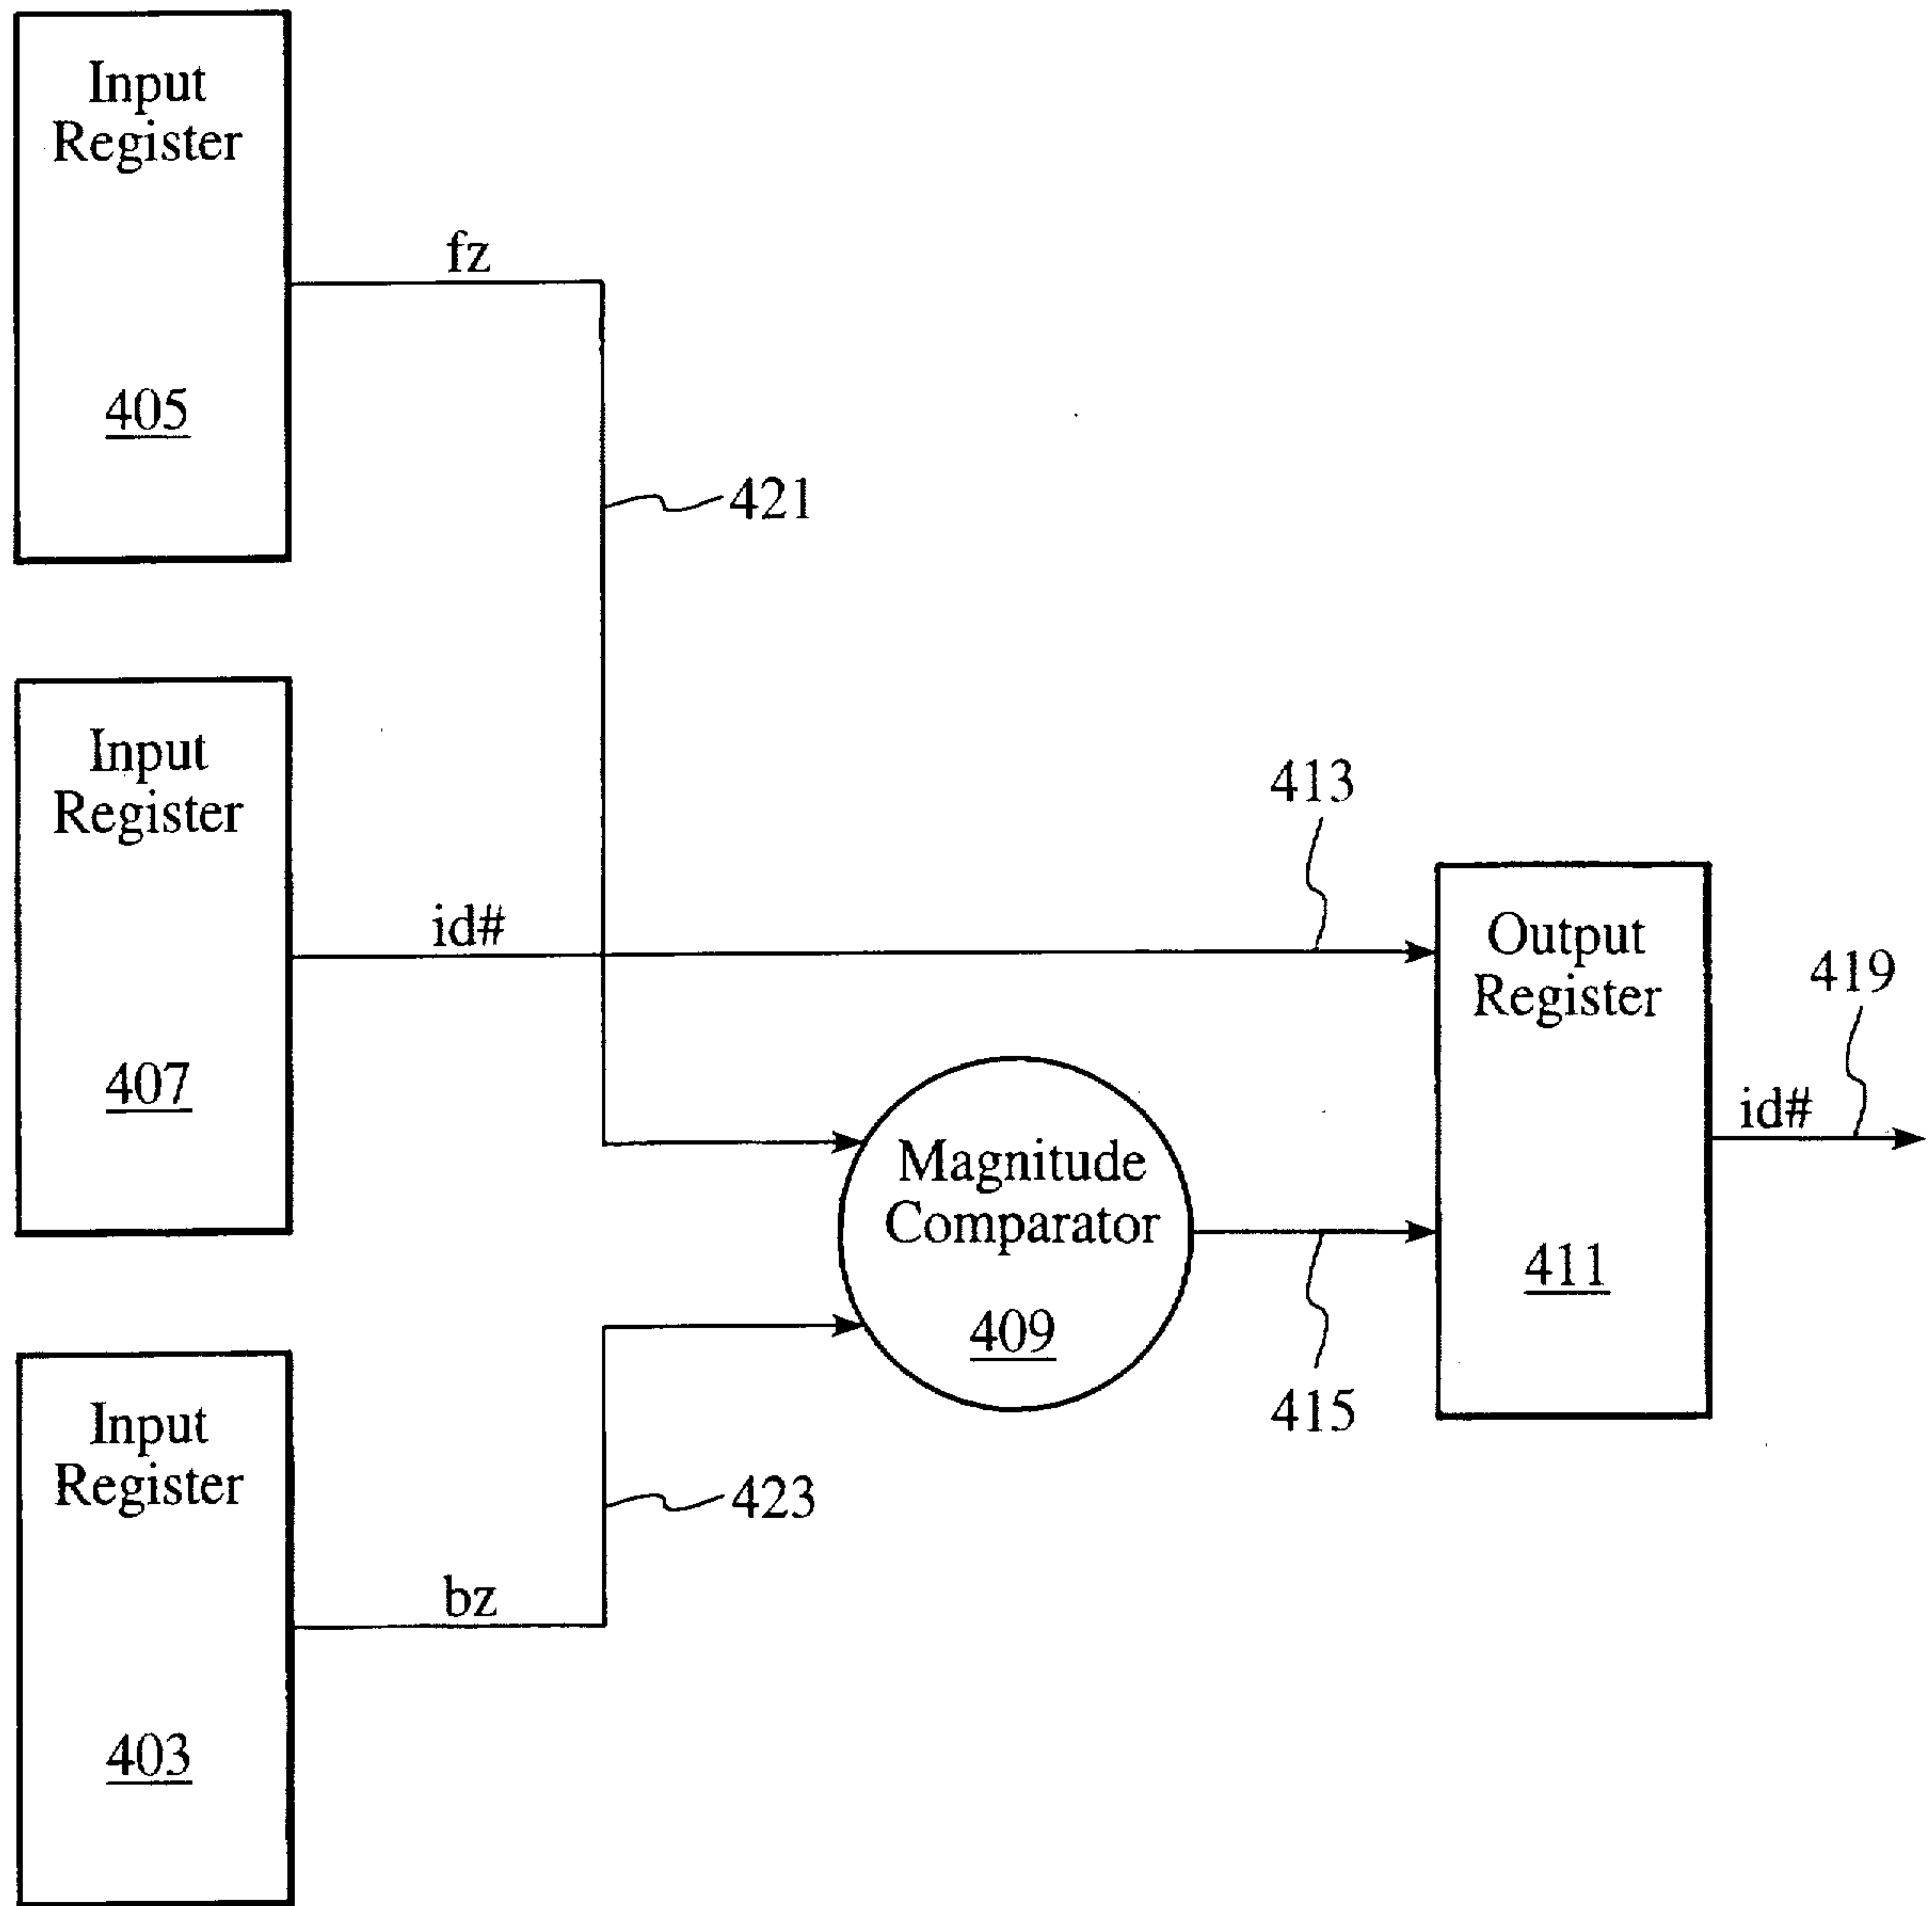 Input
Register
405
fz
421
Input
Register
407
id#
413
Output
Register
411
419
id#
Magnitude
Comparator
409
415
Input
Register
403
bz
423